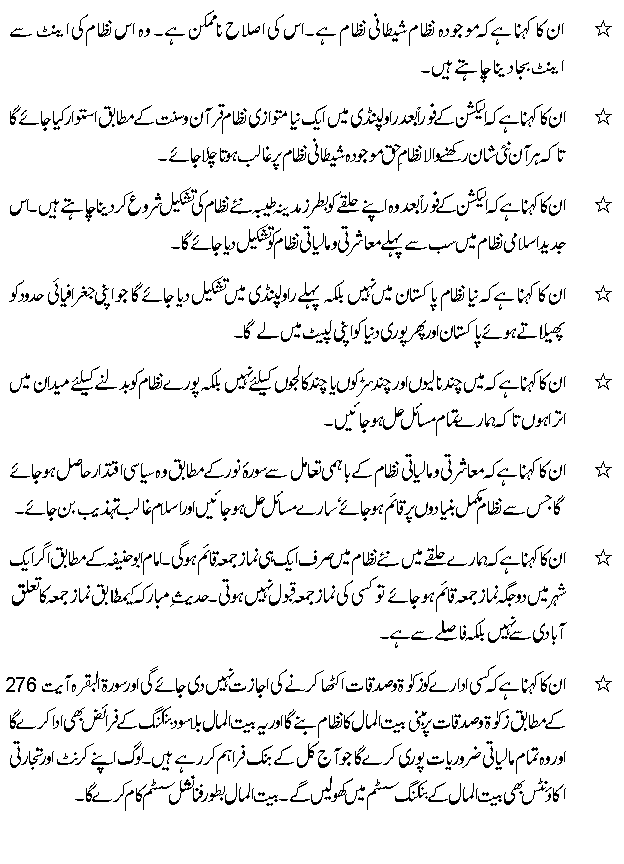 ☆ ان کا کہنا ہے کہ موجودہ نظام شیطانی نظام ہے۔ اس کی اصلاح ناممکن ہے۔ وہ اس نظام کی اینٹ سے
اینٹ بجا دینا چاہتے ہیں۔
☆ ان کا کہنا ہے کہ الیکشن کے فوراً بعد راولپنڈی میں ایک نیا متوازی نظام قرآن و سنت کے مطابق استوار کیا جائے گا
تا کہ ہر آن نئی شان رکھنے والا نظامِ حق موجودہ شیطانی نظام پر غالب ہوتا چلا جائے۔
☆ ان کا کہنا ہے کہ الیکشن کے فوراً بعد وہ اپنے حلقے کو بطرز مدینہ طیبہ نئے نظام کی تشکیل شروع کر دینا چاہتے ہیں۔ اس
جدید اسلامی نظام میں سب سے پہلے معاشرتی و مالیاتی نظام کو تشکیل دیا جائے گا۔
☆ ان کا کہنا ہے کہ نیا نظام پاکستان میں نہیں بلکہ پہلے راولپنڈی میں تشکیل دیا جائے گا جو اپنی جغرافیائی حدود کو
پھیلاتے ہوئے پاکستان اور پھر پوری دنیا کو اپنی لپیٹ میں لے گا۔
☆ ان کا کہنا ہے کہ میں چند نالیوں اور چند سڑکوں یا چند کالجوں کیلئے نہیں بلکہ پورے نظام کو بدلنے کیلئے میدان میں
اترا ہوں تا کہ ہمارے تمام مسائل حل ہو جائیں۔
☆ ان کا کہنا ہے کہ معاشرتی و مالیاتی نظام کے باہمی تعامل سے سورۂ نور کے مطابق وہ سیاسی اقتدار حاصل ہو جائے
گا جس سے نظام مکمل بنیادوں پر قائم ہو جائے‘ سارے مسائل حل ہو جائیں اور اسلام غالب تہذیب بن جائے۔
☆ ان کا کہنا ہے کہ ہمارے حلقے میں نئے نظام میں صرف ایک ہی نماز جمعہ قائم ہوگی۔ امام ابو حنیفہ کے مطابق اگر ایک
شہر میں دو جگہ نماز جمعہ قائم ہو جائے تو کسی کی نماز جمعہ قبول نہیں ہوتی۔ حدیثِ مبارکہ کیمطابق نماز جمعہ کا تعلق
آبادی سے نہیں بلکہ فاصلے سے ہے۔
☆ ان کا کہنا ہے کہ کسی ادارے کو زکوٰۃ و صدقات اکٹھا کرنے کی اجازت نہیں دی جائے گی اور سورۃ البقرہ آیت 276
کے مطابق زکوٰۃ و صدقات پر مبنی بیت المال کا نظام بنے گا اور یہ بیت المال بلا سود بنکنگ کے فرائض بھی ادا کرے گا
اور وہ تمام مالیاتی ضروریات پوری کرے گا جو آج کل کے بنک فراہم کر رہے ہیں۔ لوگ اپنے کرنٹ اور تجارتی
اکاؤنٹس بھی بیت المال کے بنکنگ سسٹم میں کھولیں گے۔ بیت المال بطور فنانشل سسٹم کام کرے گا۔